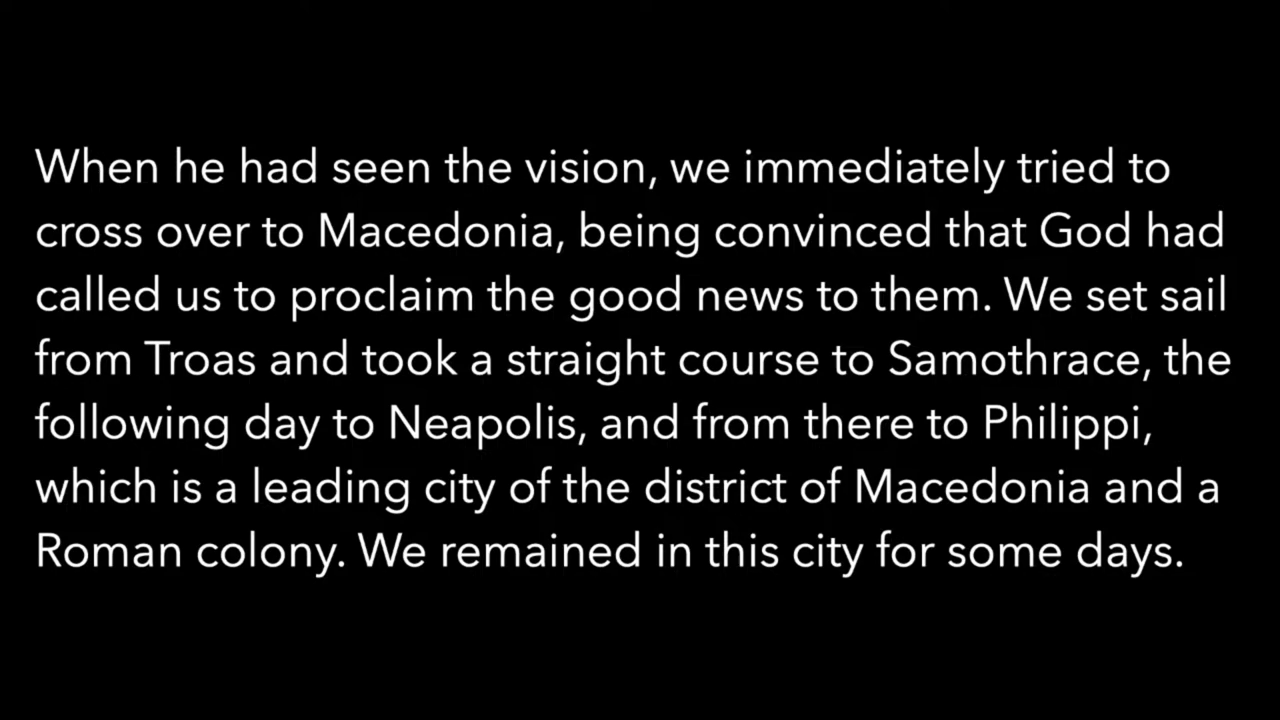 When he had seen the vision, we immediately tried to
cross over to Macedonia, being convinced that God had
called us to proclaim the good news to them. We set sail
from Troas and took a straight course to Samothrace, the
following day to Neapolis, and from there to Philippi,
which is a leading city of the district of Macedonia and a
Roman colony. We remained in this city for some days.